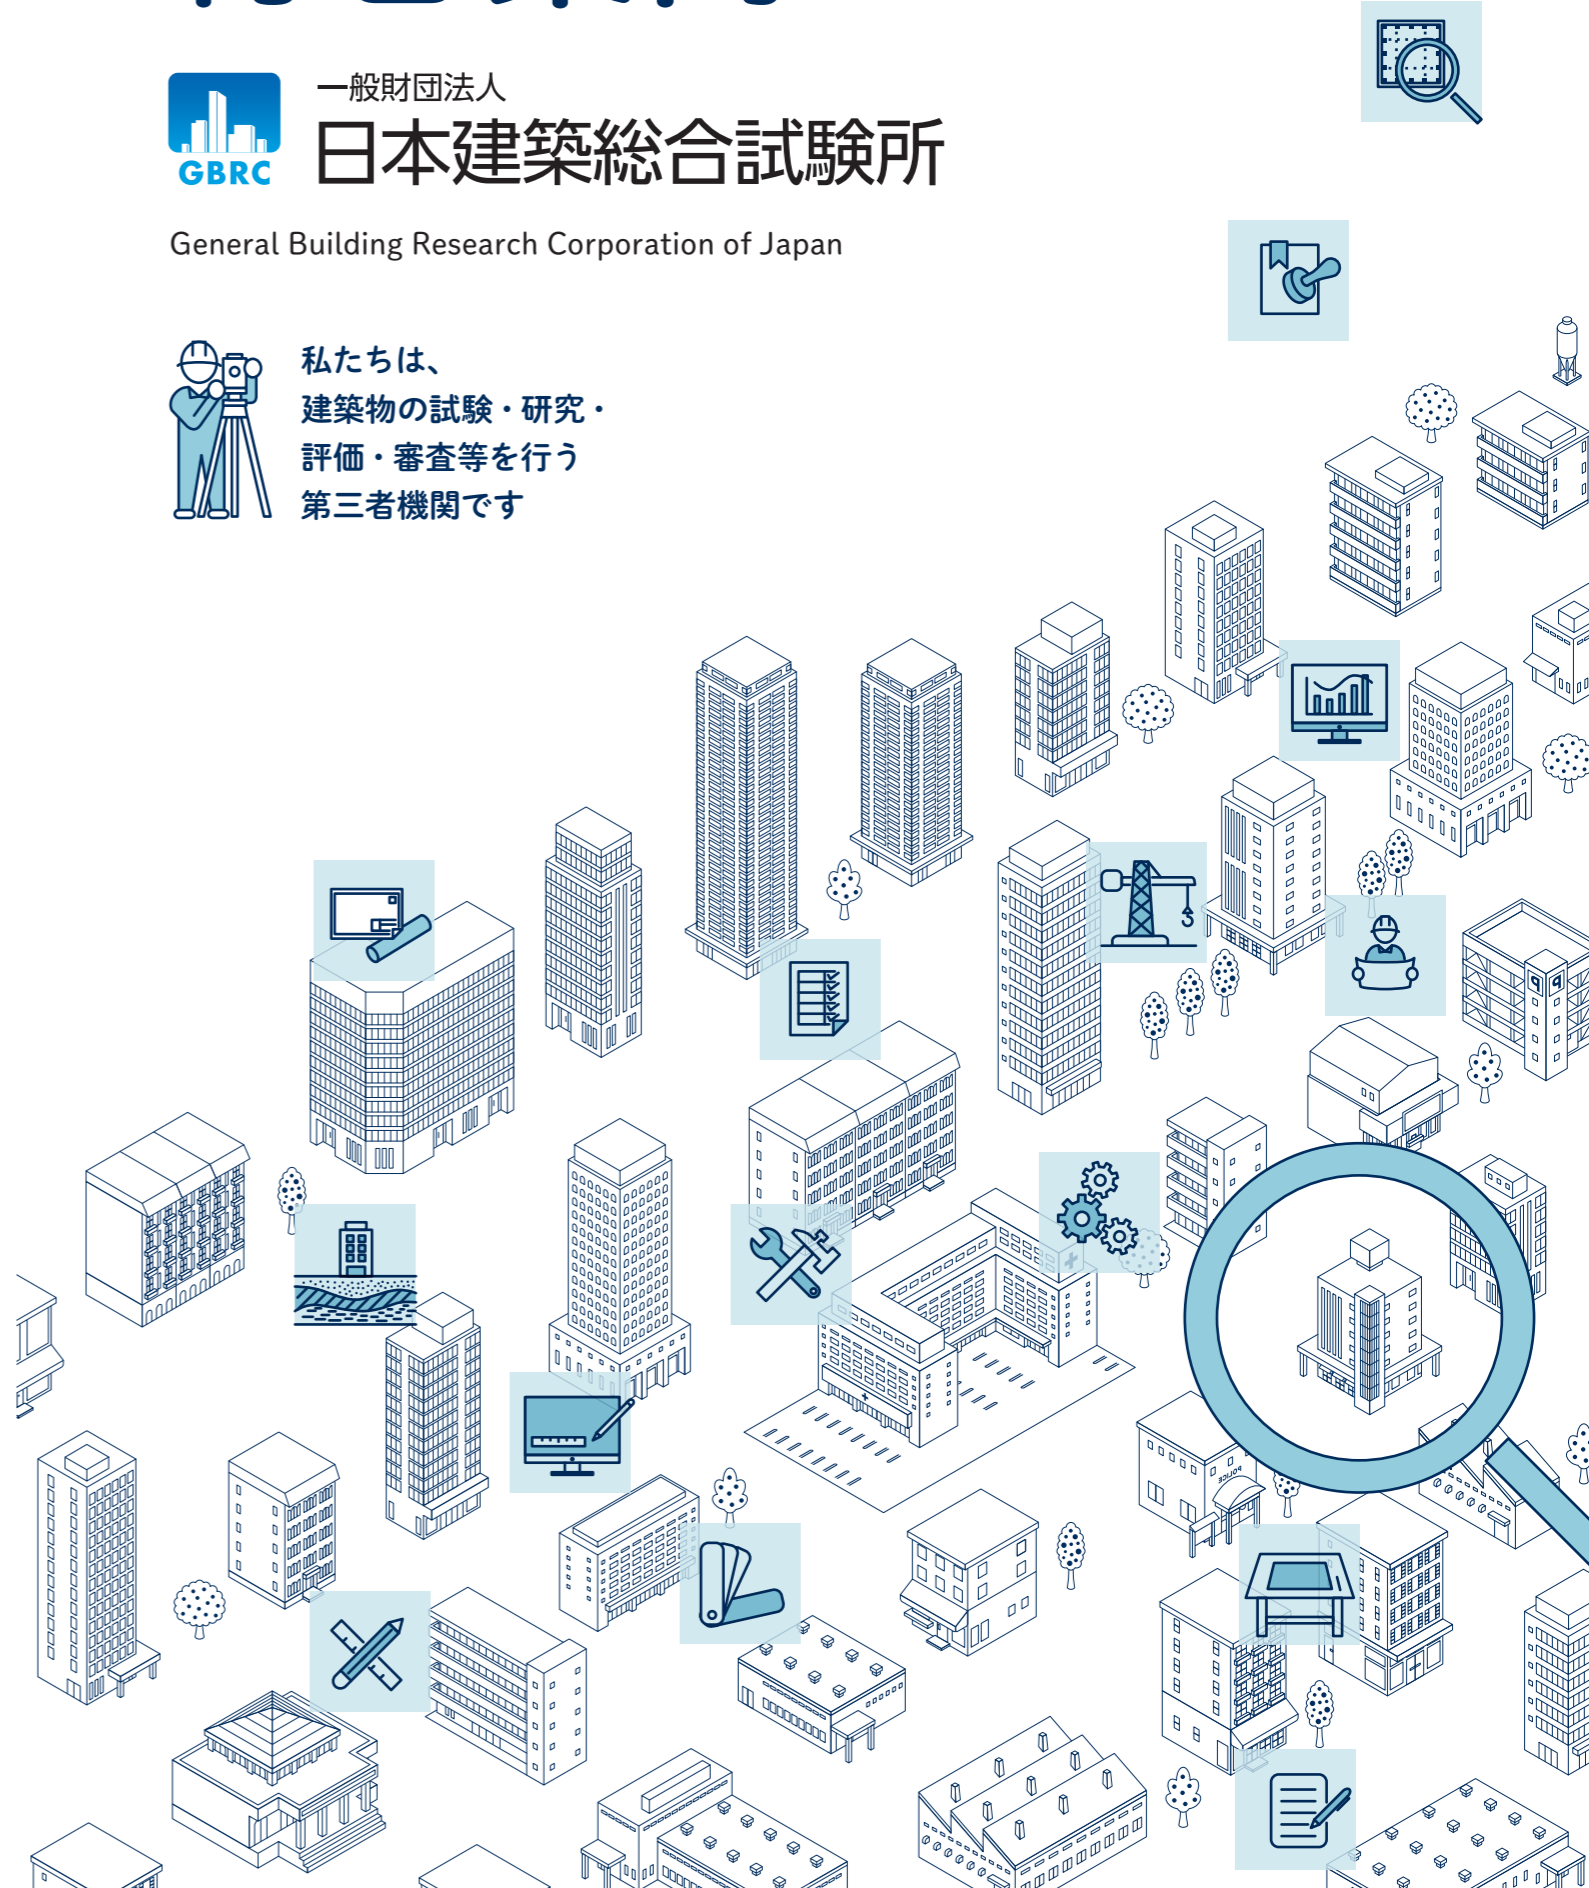 一般財団法人
日本建築総合試験所
GBRC
General Building Research Corporation of Japan
私たちは、
建築物の試験・研究・
評価・審査等を行う
第三者機関です
P P
POLICE